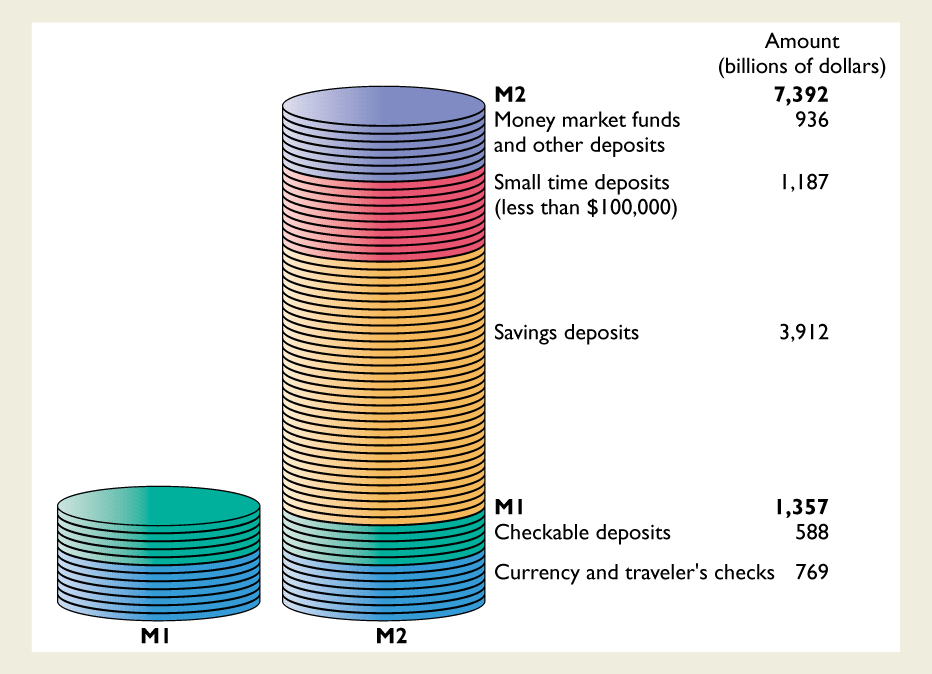 Amount
(billions of dollars)
M2 7,392
Money market funds 936
and other deposits
Small time deposits 1,187
(less than $100,000)
Savings deposits 3,912
M1 1,357
Checkable deposits 588
Currency and traveler's checks 769
M1 M2